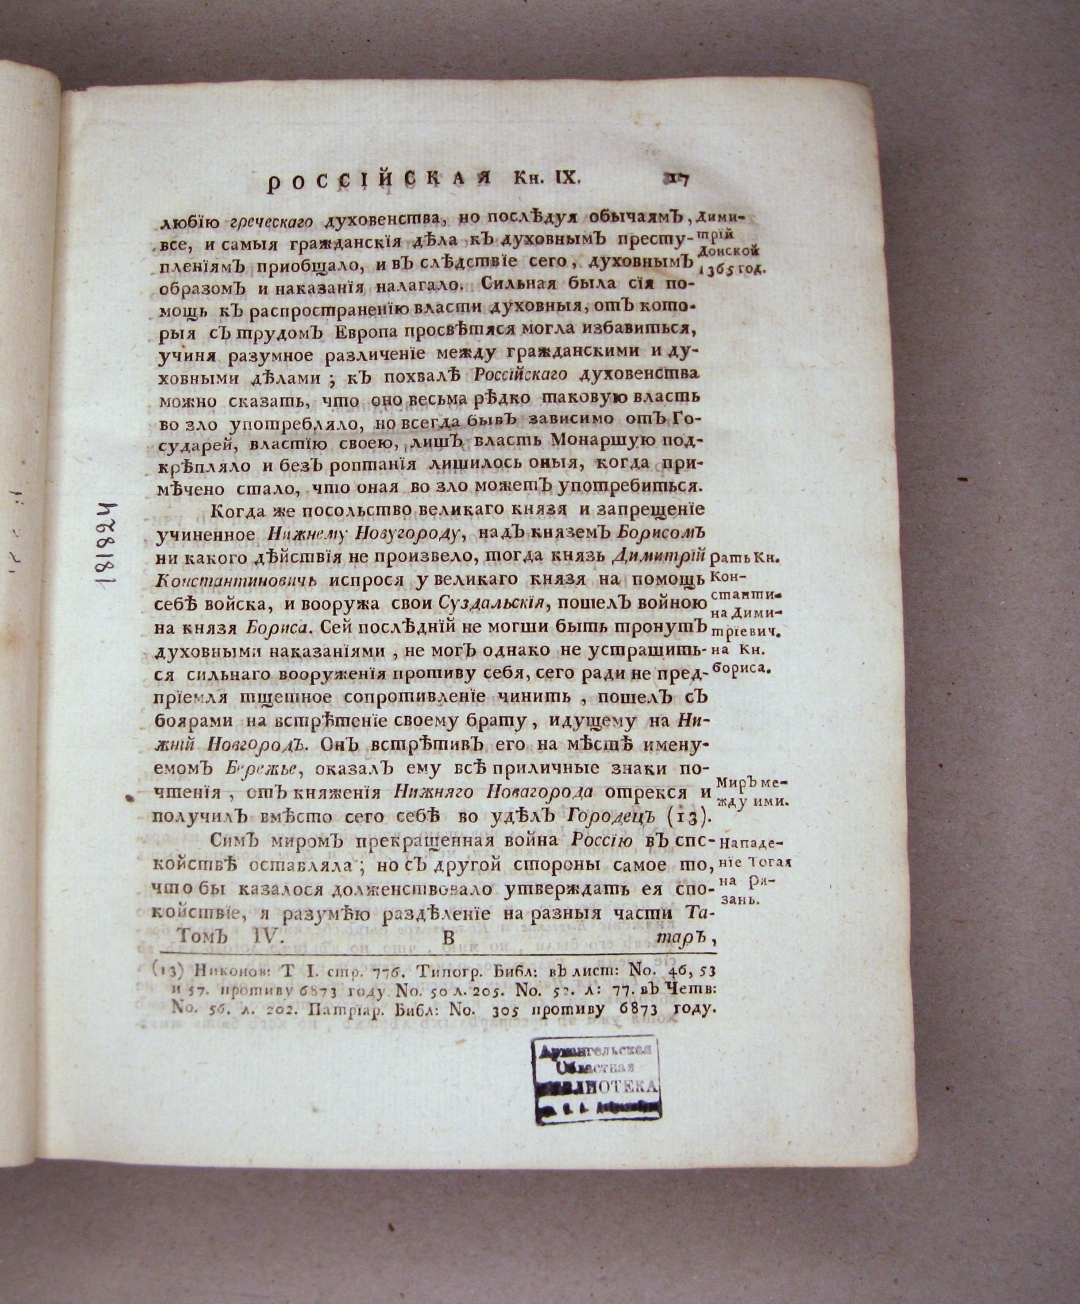 РОССІЙСКАЯ Кн. IX. 17
любію греческаго духовенства, но послѣдуя обычаямЪ, Дими-
все, и самыя гражданскія дѣла кЪ духовнымЪ престу- трій
пленіямЪ приобщало, и вЪ слѣдствіе сего, духовнымЪ Донской
образомЪ и наказанія налагало. Сильная была сія по- 1365 год.
мощь кЪ распространенію власти духовныя, отЪ кото-
рыя сЪ трудомЪ Европа просвѣтяся могла избавиться,
учиня разумное различеніе между гражданскими и ду-
ховными дѣлами; кЪ похвалѣ Россійскаго духовенства
можно сказать, что оно весьма рѣдко таковую власть
во зло употребляло, но всегда бывЪ зависимо отЪ Го-
сударей, властію своею, лишЪ власть Монаршую под-
крѣпляло и безЪ роптанія лишилось оныя, когда при-
мѣчено стало, что оная во зло можетЪ употребиться.
Когда же посольство великаго князя и запрещеніе
учиненное Нижнему Новугороду, надЪ княземЪ БорисомЪ
ни какого дѣйствія не произвело, тогда князь Димитрій рать Кн.
Константиновичь испрося у великаго князя на помощь Кон-
себѣ войска, и вооружа свои Суздальскія, пошелЪ войною станти-
на князя Бориса. Сей послѣдній не могши быть тронутЪ на Дими-
духовными наказаніями, не могЪ однако не устрашить- тріевич.
ся сильнаго вооруженія противу себя, сего ради не пред- на Кн.
пріемля тщетное сопротивленіе чинить, пошелЪ сЪ бориса.
боярами на встрѣтеніе своему брату, идущему на Ни-
жній НовгородЪ. ОнЪ встрѣтивЪ его на мѣстѣ имену-
емомЪ Бережье, оказалЪ ему всѣ приличные знаки по-
чтенія, отЪ княженія Нижняго Новагорода отрекся и МирЪ ме-
получилЪ вмѣсто сего себѣ во удѣлЪ ГородецЪ (13). жду ими.
СимЪ миромЪ прекращенная война Россію вЪ спо- Нападе-
койствѣ оставляла; но сЪ другой стороны самое то, ніе Тогая
что бы казалося долженствовало утверждать ея спо- на Ря-
койствіе, я разумѣю раздѣленіе на разныя части Та- зань.
ТомЪ IV. В тарЪ,
(13) Никонов: Т I. стр. 776. Типогр. Библ: вЪ лист: No. 46, 53
и 57. противу 6873 году. No. 50 л. 205. No. 52. л: 77. вЪ Четв:
No. 56. л. 202. Патріар. Библ: No. 305 противу 6873 году.
Архангельская
Областная
БИБЛИОТЕКА
Добролюбова
428181